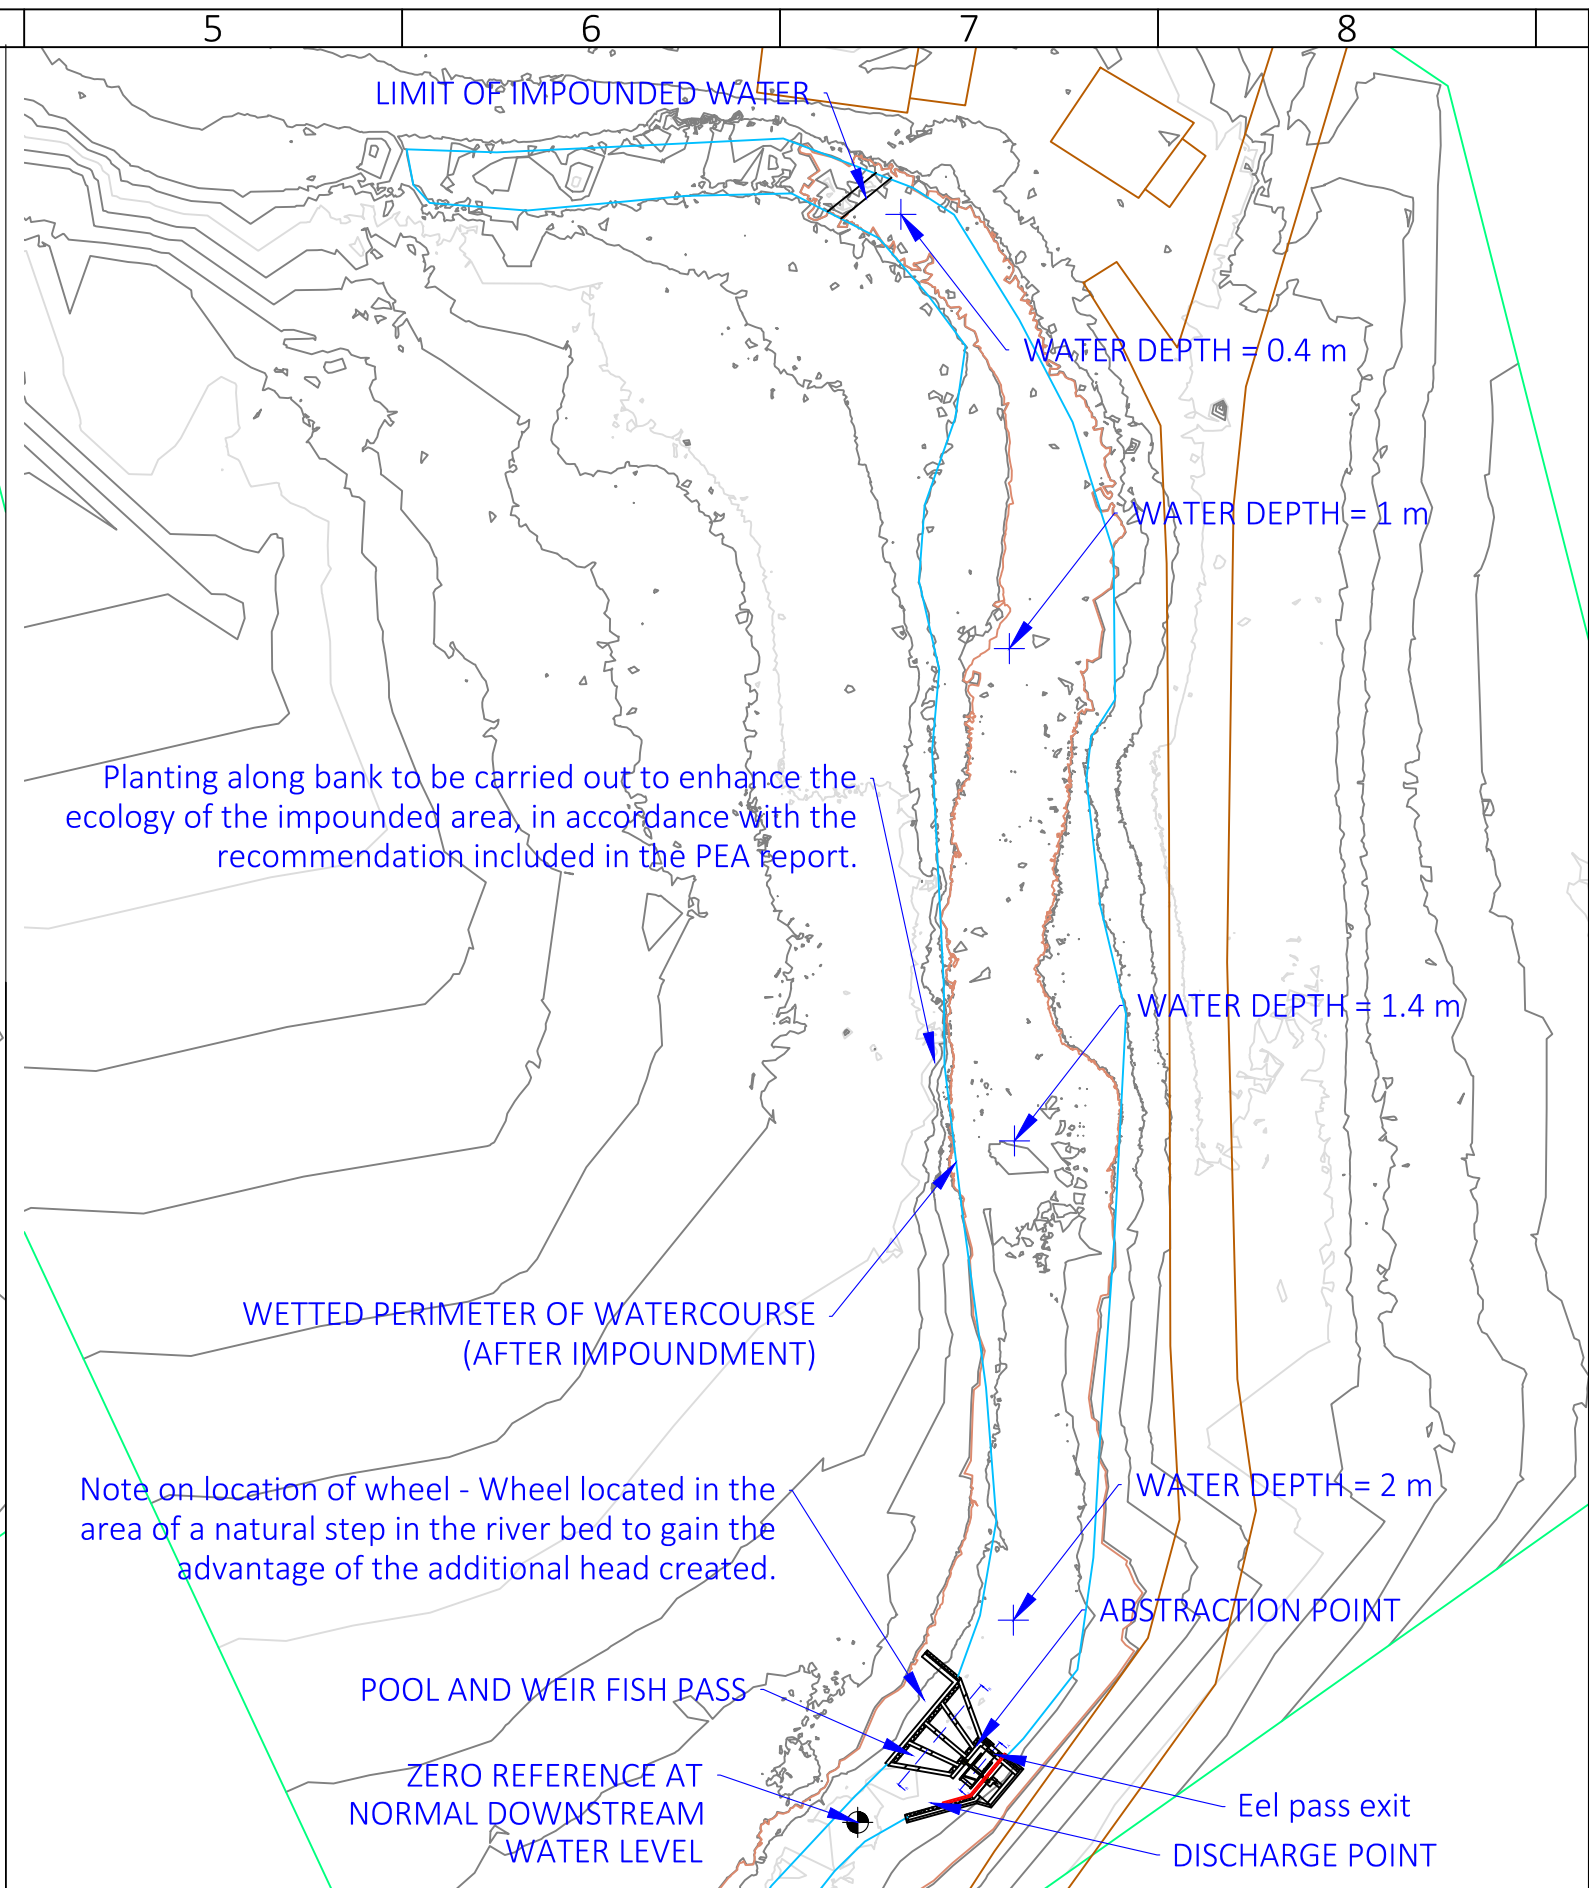 5
6
7
8
LIMIT OF IMPOUNDED WATER
WATER DEPTH = 0.4 m
WATER DEPTH = 1 m
Planting along bank to be carried out to enhance the
ecology of the impounded area, in accordance with the
recommendation included in the PEA report.
WATER DEPTH = 1.4 m
WETTED PERIMETER OF WATERCOURSE
(AFTER IMPOUNDMENT)
Note on location of wheel - Wheel located in the
area of a natural step in the river bed to gain the
advantage of the additional head created.
WATER DEPTH = 2 m
ABSTRACTION POINT
POOL AND WEIR FISH PASS
ZERO REFERENCE AT
NORMAL DOWNSTREAM
WATER LEVEL
Eel pass exit
DISCHARGE POINT